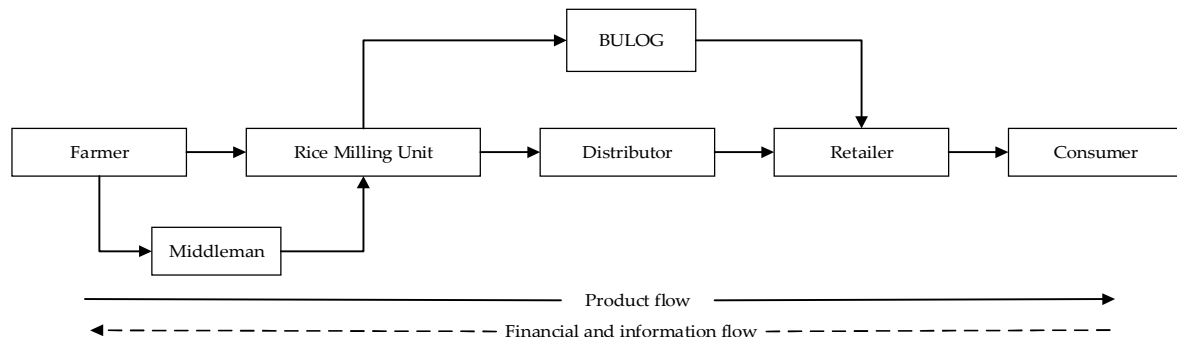 BULOG
Farmer
Rice Milling Unit
Distributor
Retailer
Consumer
Middleman
Product flow
Financial and information flow